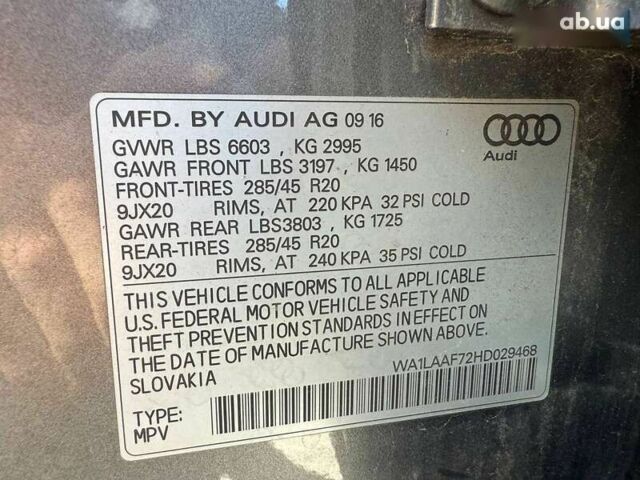 ab.ua
MFD. BY AUDI AG 09 16
GVWR LBS 6603 , KG 2995
GAWR FRONT LBS 3197 , KG 1450
FRONT-TIRES 285/45 R20
9JX20 RIMS, AT 220 KPA 32 PSI COLD
GAWR REAR LBS3803 , KG 1725
REAR-TIRES 285/45 R20
9JX20 RIMS, AT 240 KPA 35 PSI COLD
Audi
THIS VEHICLE CONFORMS TO ALL APPLICABLE
U.S. FEDERAL MOTOR VEHICLE SAFETY AND
THEFT PREVENTION STANDARDS IN EFFECT ON
THE DATE OF MANUFACTURE SHOWN ABOVE.
SLOVAKIA
WA1LAAF72HD029468
TYPE:
MPV